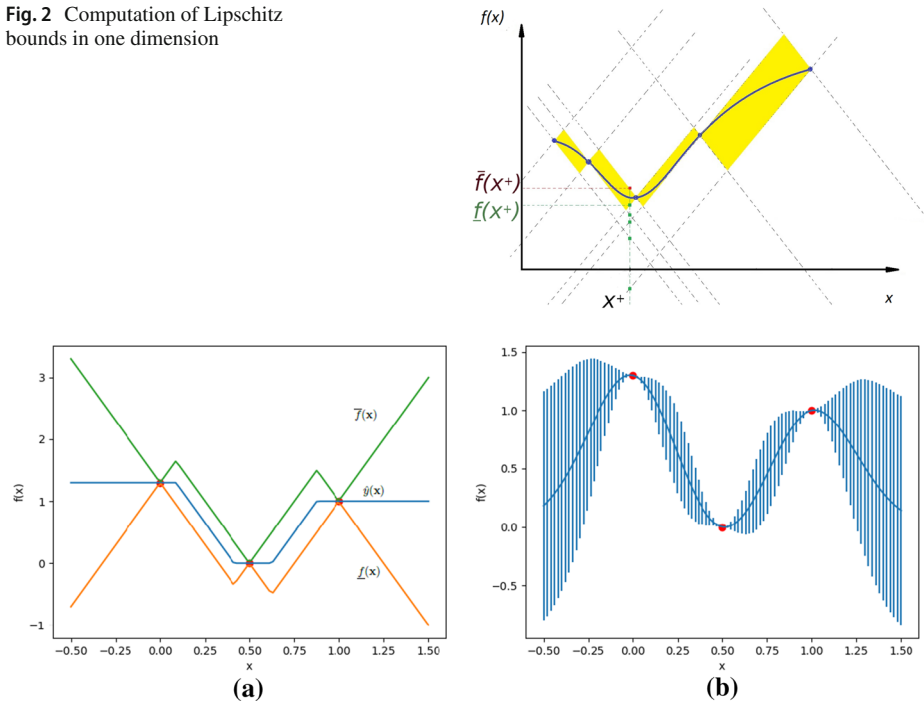 Fig. 2 Computation of Lipschitz
bounds in one dimension
f(x)
f̄(x⁺)
f̲(x⁺)
x⁺
x
3
2
1
0
−1
f(x)
f̄(x)
ŷ(x)
f̲(x)
−0.50 −0.25 0.00 0.25 0.50 0.75 1.00 1.25 1.50
x
(a)
1.5
1.0
0.5
0.0
−0.5
f(x)
−0.50 −0.25 0.00 0.25 0.50 0.75 1.00 1.25 1.50
x
(b)